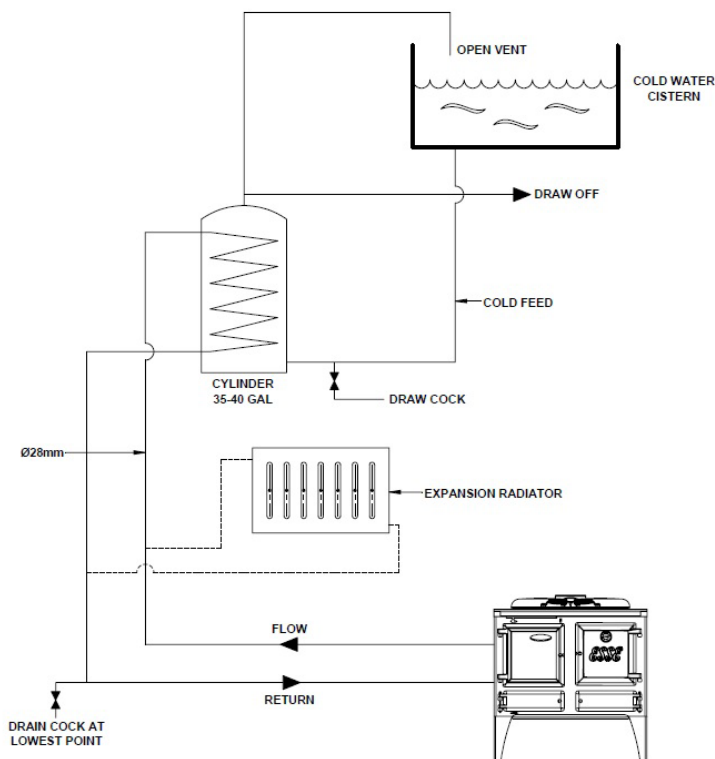 OPEN VENT
COLD WATER
CISTERN
DRAW OFF
COLD FEED
CYLINDER
35-40 GAL
DRAW COCK
Ø28mm
EXPANSION RADIATOR
FLOW
esse
RETURN
DRAIN COCK AT
LOWEST POINT